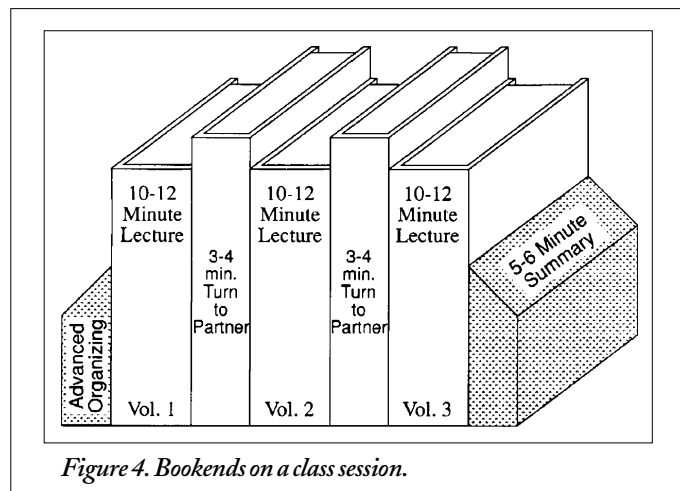 Advanced
Organizing
10-12
Minute
Lecture
Vol. 1
3-4
min.
Turn
to
Partner
10-12
Minute
Lecture
Vol. 2
3-4
min.
Turn
to
Partner
10-12
Minute
Lecture
Vol. 3
5-6 Minute
Summary
Figure 4. Bookends on a class session.